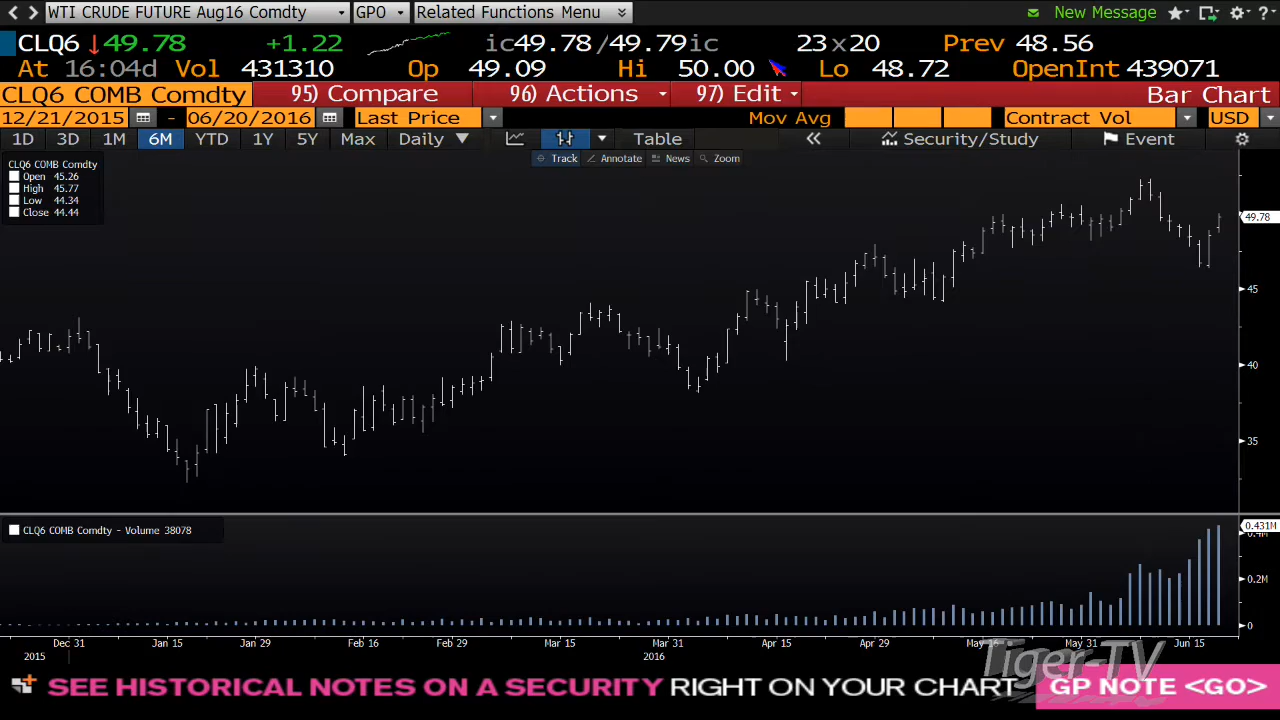 WTI CRUDE FUTURE Aug16 Comdty GPO Related Functions Menu New Message
CLQ6 49.78 +1.22 ic49.78/49.79ic 23x20 Prev 48.56
At 16:04d Vol 431310 Op 49.09 Hi 50.00 Lo 48.72 OpenInt 439071
CLQ6 COMB Comdty 95) Compare 96) Actions 97) Edit Bar Chart
12/21/2015 - 06/20/2016 Last Price Mov Avg Contract Vol USD
1D 3D 1M 6M YTD 1Y 5Y Max Daily Table Security/Study Event
Track Annotate News Zoom
CLQ6 COMB Comdty
Open 45.26
High 45.77
Low 44.34
Close 44.44
49.78
45
40
35
CLQ6 COMB Comdty - Volume 38078
0.431M
0.4M
0.2M
0
Dec 31 Jan 15 Jan 29 Feb 16 Feb 29 Mar 15 Mar 31 Apr 15 Apr 29 May 16 May 31 Jun 15
2015 2016
Tiger-TV
SEE HISTORICAL NOTES ON A SECURITY RIGHT ON YOUR CHART GP NOTE <GO>